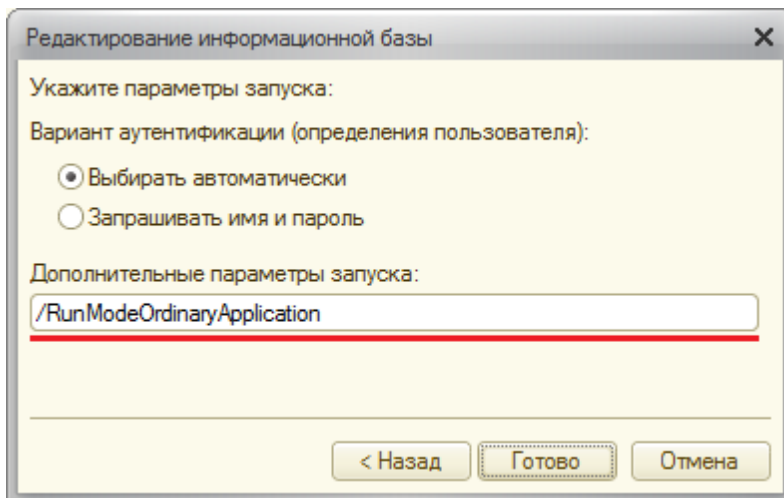 Редактирование информационной базы
Укажите параметры запуска:
Вариант аутентификации (определения пользователя):
Выбирать автоматически
Запрашивать имя и пароль
Дополнительные параметры запуска:
/RunModeOrdinaryApplication
< Назад Готово Отмена